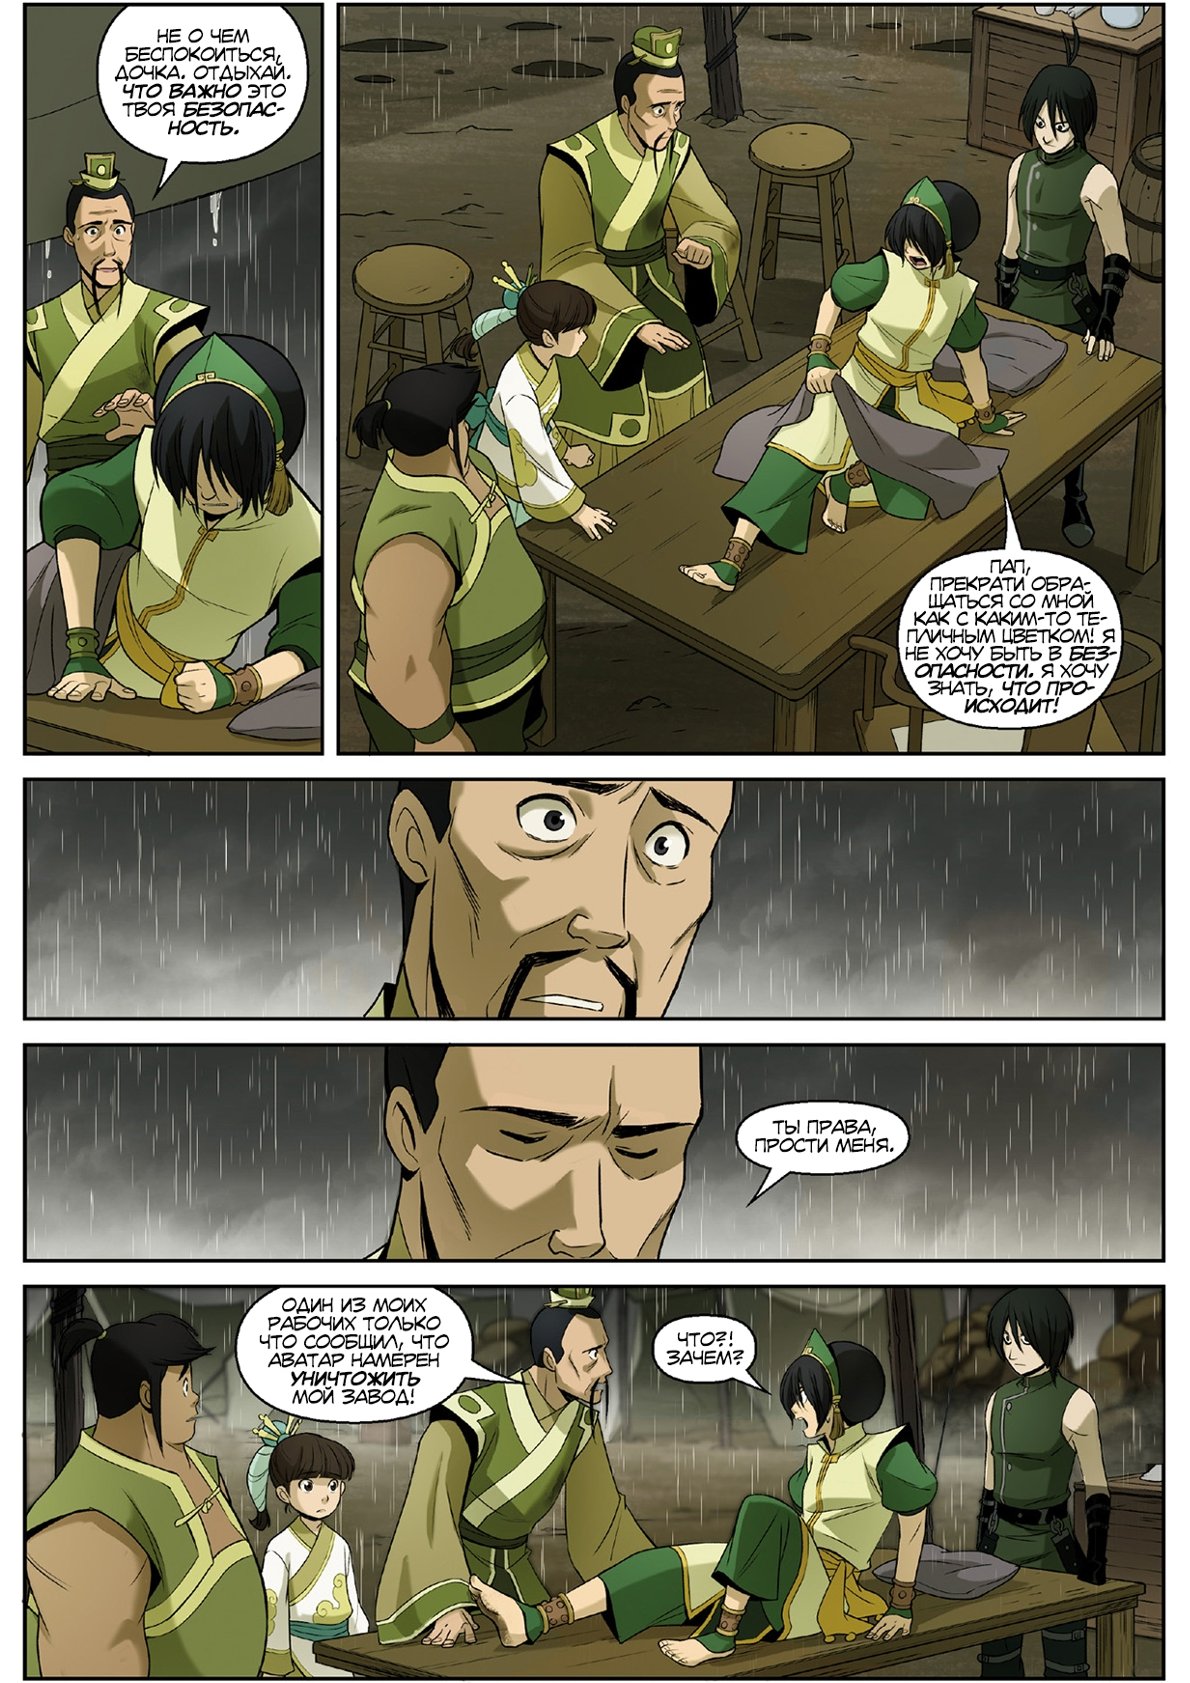 НЕ О ЧЕМ
БЕСПОКОИТЬСЯ,
ДОЧКА. ОТДЫХАЙ.
ЧТО ВАЖНО ЭТО
ТВОЯ БЕЗОПАС-
НОСТЬ.
ПАП,
ПРЕКРАТИ ОБРА-
ЩАТЬСЯ СО МНОЙ
КАК С КАКИМ-ТО ТЕ-
ПЛИЧНЫМ ЦВЕТКОМ! Я
НЕ ХОЧУ БЫТЬ В БЕЗ-
ОПАСНОСТИ. Я ХОЧУ
ЗНАТЬ, ЧТО ПРО-
ИСХОДИТ!
ТЫ ПРАВА,
ПРОСТИ МЕНЯ.
ОДИН ИЗ МОИХ
РАБОЧИХ ТОЛЬКО
ЧТО СООБЩИЛ, ЧТО
АВАТАР НАМЕРЕН
УНИЧТОЖИТЬ
МОЙ ЗАВОД!
ЧТО?!
ЗАЧЕМ?